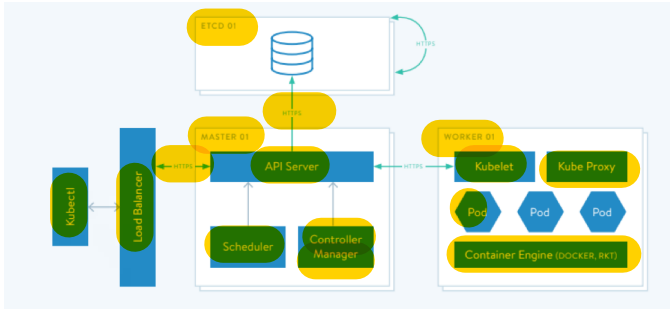 ETCD 01
HTTPS
HTTPS
MASTER 01
WORKER 01
HTTPS
API Server
HTTPS
Kubelet
Kube Proxy
Kubectl
Load Balancer
Pod
Pod
Pod
Scheduler
Controller
Manager
Container Engine (DOCKER, RKT)